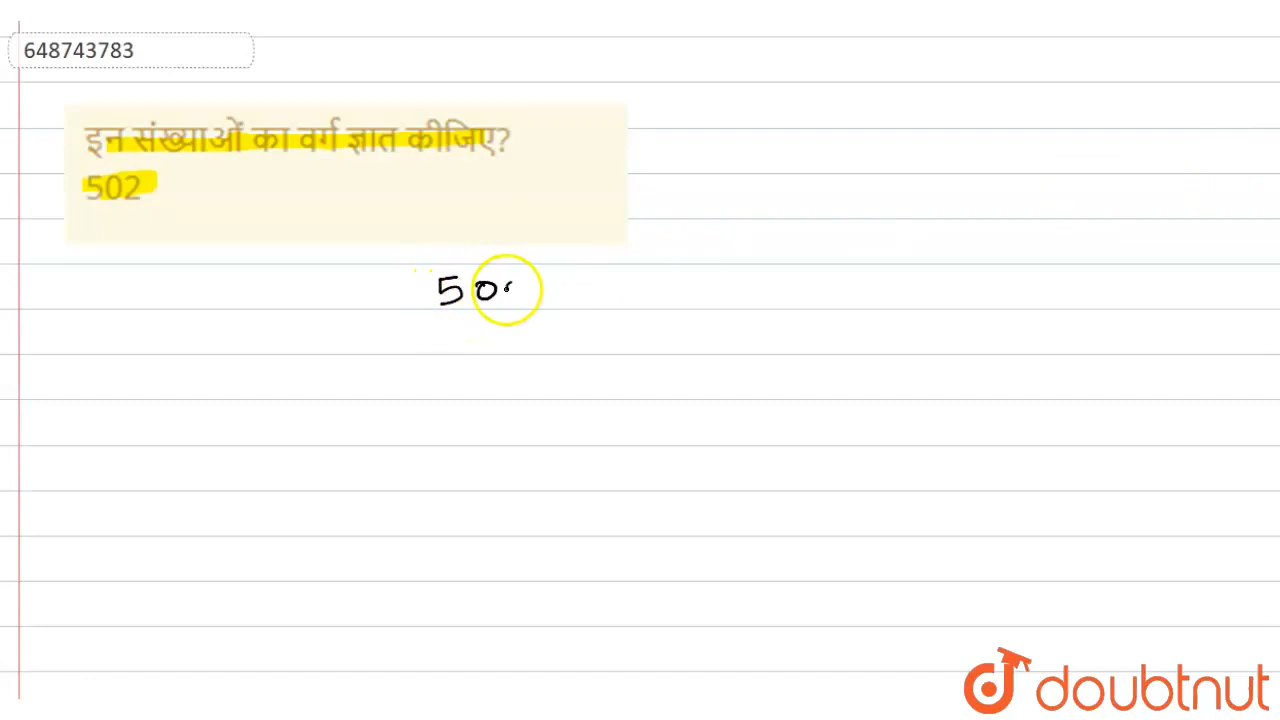 648743783
इन संख्याओं का वर्ग ज्ञात कीजिए?
502
50
doubtnut